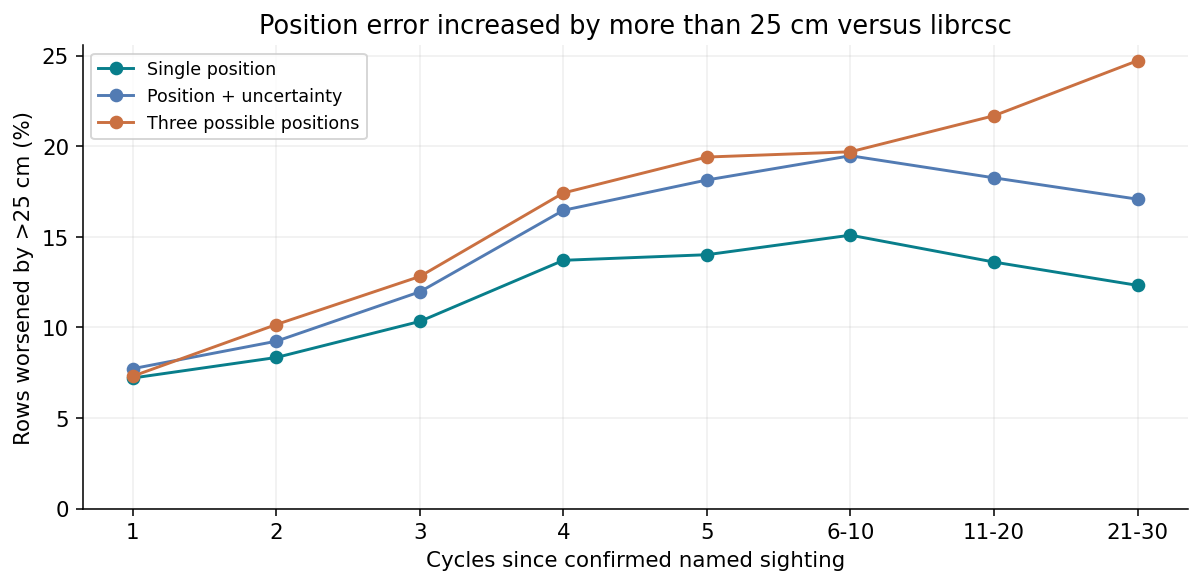 Position error increased by more than 25 cm versus librcsc
Single position
Position + uncertainty
Three possible positions
Rows worsened by >25 cm (%)
25
20
15
10
5
0
1 2 3 4 5 6-10 11-20 21-30
Cycles since confirmed named sighting